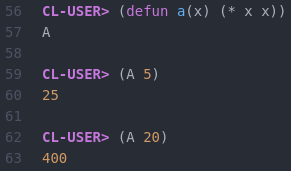 56 CL-USER> (defun a(x) (* x x))
57 A
58
59 CL-USER> (A 5)
60 25
61
62 CL-USER> (A 20)
63 400